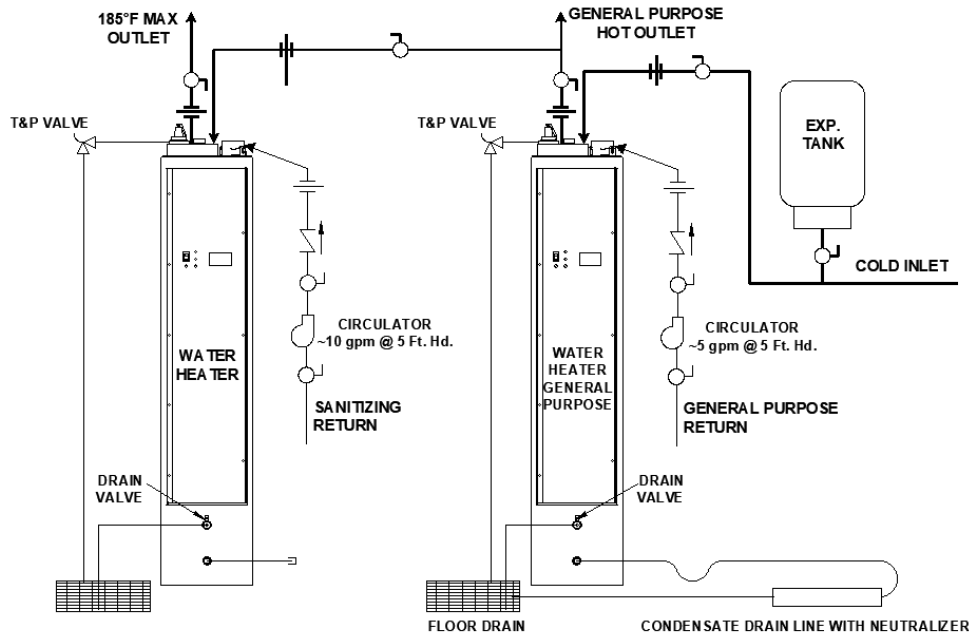 185°F MAX
OUTLET
GENERAL PURPOSE
HOT OUTLET
T&P VALVE
T&P VALVE
EXP.
TANK
COLD INLET
CIRCULATOR
~10 gpm @ 5 Ft. Hd.
CIRCULATOR
~5 gpm @ 5 Ft. Hd.
WATER
HEATER
WATER
HEATER
GENERAL
PURPOSE
SANITIZING
RETURN
GENERAL PURPOSE
RETURN
DRAIN
VALVE
DRAIN
VALVE
FLOOR DRAIN
CONDENSATE DRAIN LINE WITH NEUTRALIZER